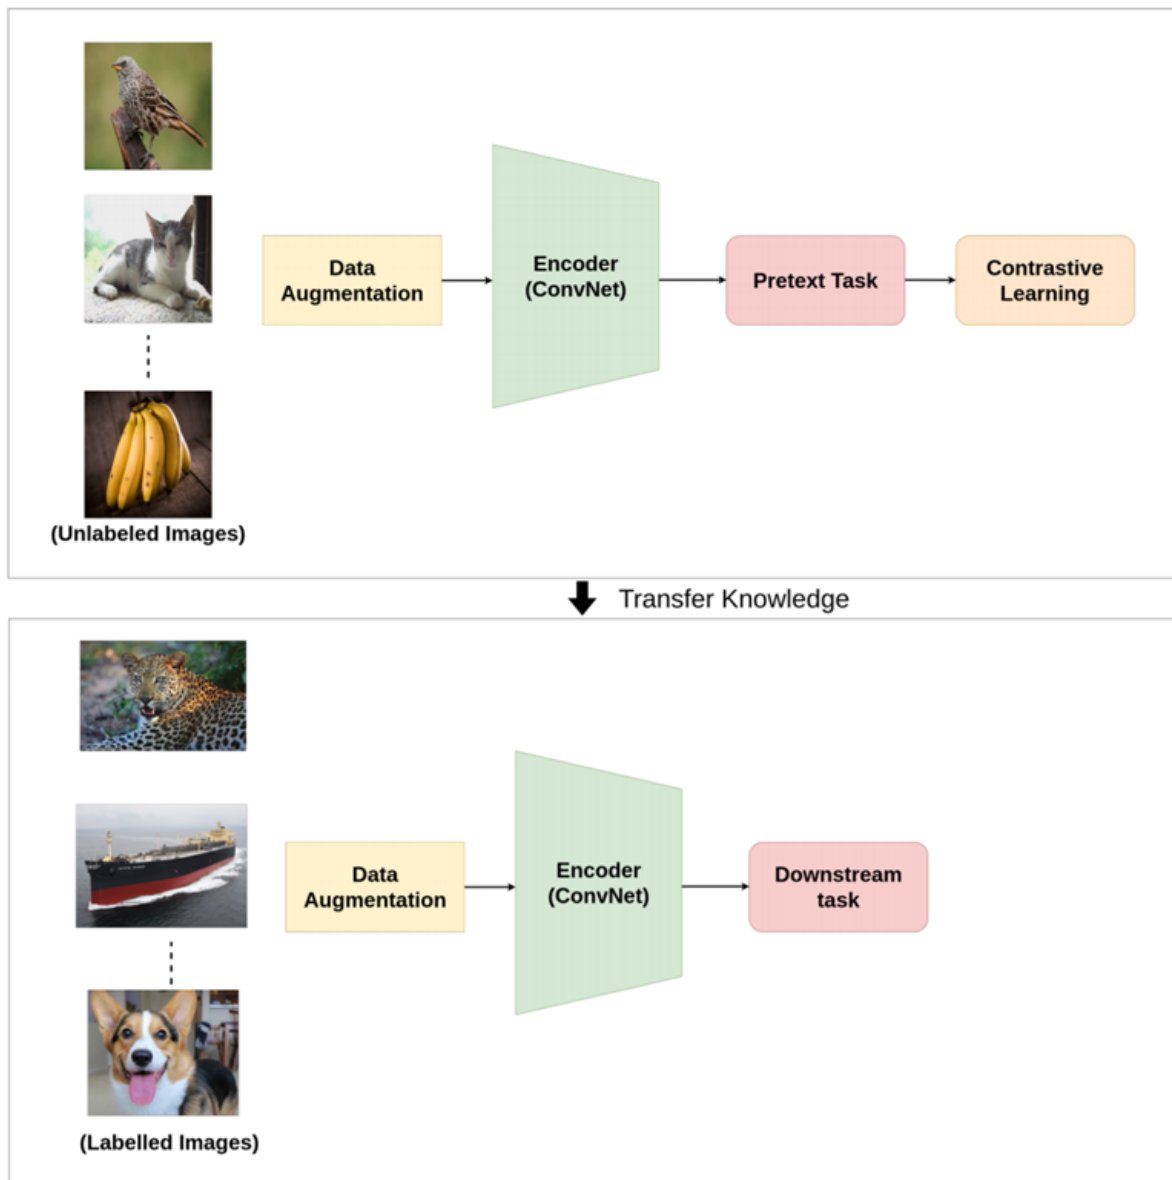 Data
Augmentation
Encoder
(ConvNet)
Pretext Task
Contrastive
Learning
(Unlabeled Images)
Transfer Knowledge
Data
Augmentation
Encoder
(ConvNet)
Downstream
task
(Labelled Images)